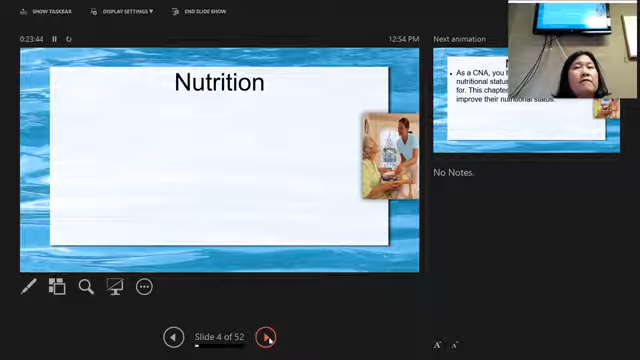 SHOW TASKBAR
DISPLAY SETTINGS ▼
END SLIDE SHOW
0:23:44
12:54 PM
Next animation
Nutrition
N
• As a CNA, you h
nutritional status
for. This chapter
improve their nutritional status.
No Notes.
Slide 4 of 52
A A